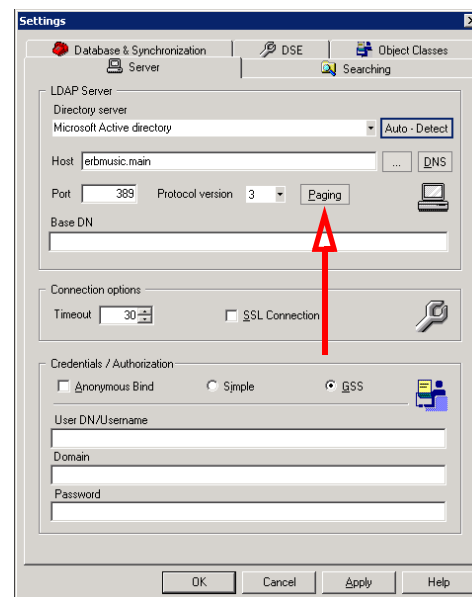 Settings
Database & Synchronization DSE Object Classes
Server Searching
LDAP Server
Directory server
Microsoft Active directory Auto - Detect
Host erbmusic.main ... DNS
Port 389 Protocol version 3 Paging
Base DN
Connection options
Timeout 30 SSL Connection
Credentials / Authorization
Anonymous Bind Simple GSS
User DN/Username
Domain
Password
OK Cancel Apply Help